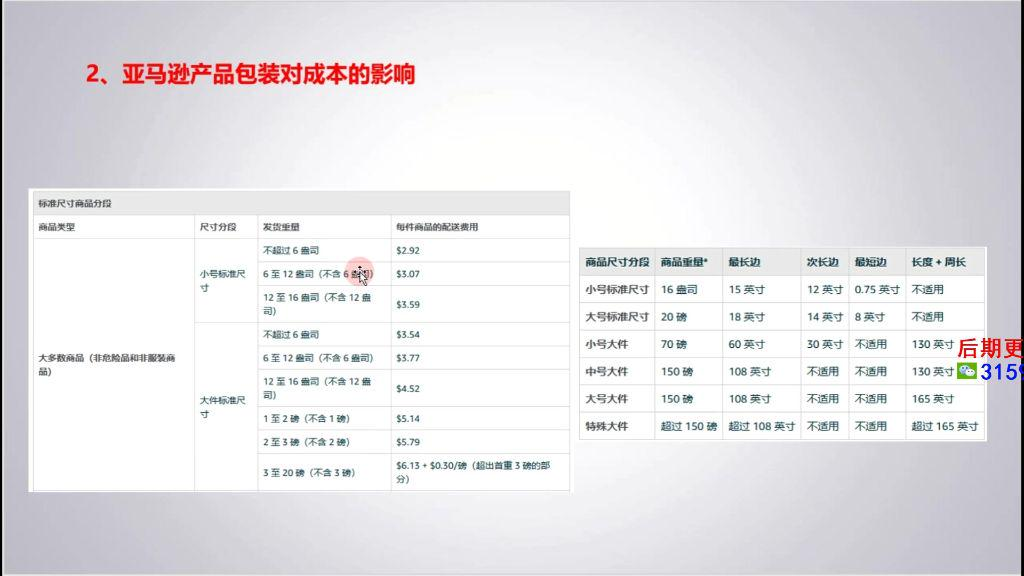 2、亚马逊产品包装对成本的影响
标准尺寸商品分段
商品类型 尺寸分段 发货重量 每件商品的配送费用
大多数商品（非危险品和非服装商
品）
小号标准尺
寸
不超过 6 盎司 $2.92
6 至 12 盎司（不含 6 盎司） $3.07
12 至 16 盎司（不含 12 盎
司） $3.59
大件标准尺
寸
不超过 6 盎司 $3.54
6 至 12 盎司（不含 6 盎司） $3.77
12 至 16 盎司（不含 12 盎
司） $4.52
1 至 2 磅（不含 1 磅） $5.14
2 至 3 磅（不含 2 磅） $5.79
3 至 20 磅（不含 3 磅） $6.13 + $0.30/磅（超出首重 3 磅的部
分）
商品尺寸分段 商品重量* 最长边 次长边 最短边 长度 + 周长
小号标准尺寸 16 盎司 15 英寸 12 英寸 0.75 英寸 不适用
大号标准尺寸 20 磅 18 英寸 14 英寸 8 英寸 不适用
小号大件 70 磅 60 英寸 30 英寸 不适用 130 英寸
中号大件 150 磅 108 英寸 不适用 不适用 130 英寸
大号大件 150 磅 108 英寸 不适用 不适用 165 英寸
特殊大件 超过 150 磅 超过 108 英寸 不适用 不适用 超过 165 英寸
后期更
3159